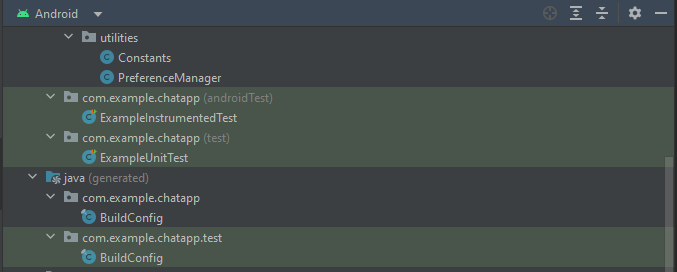 Android
utilities
Constants
PreferenceManager
com.example.chatapp (androidTest)
ExampleInstrumentedTest
com.example.chatapp (test)
ExampleUnitTest
java (generated)
com.example.chatapp
BuildConfig
com.example.chatapp.test
BuildConfig